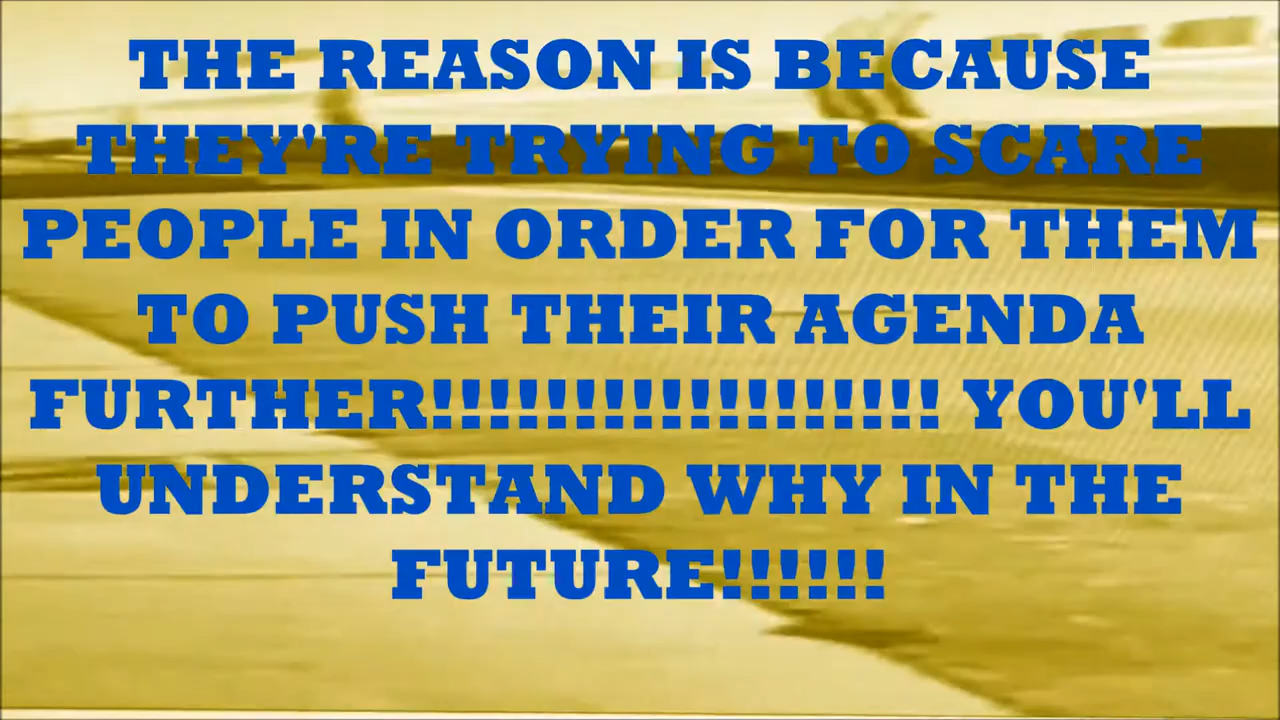 THE REASON IS BECAUSE
THEY'RE TRYING TO SCARE
PEOPLE IN ORDER FOR THEM
TO PUSH THEIR AGENDA
FURTHER!!!!!!!!!!!!!!!!!! YOU'LL
UNDERSTAND WHY IN THE
FUTURE!!!!!!